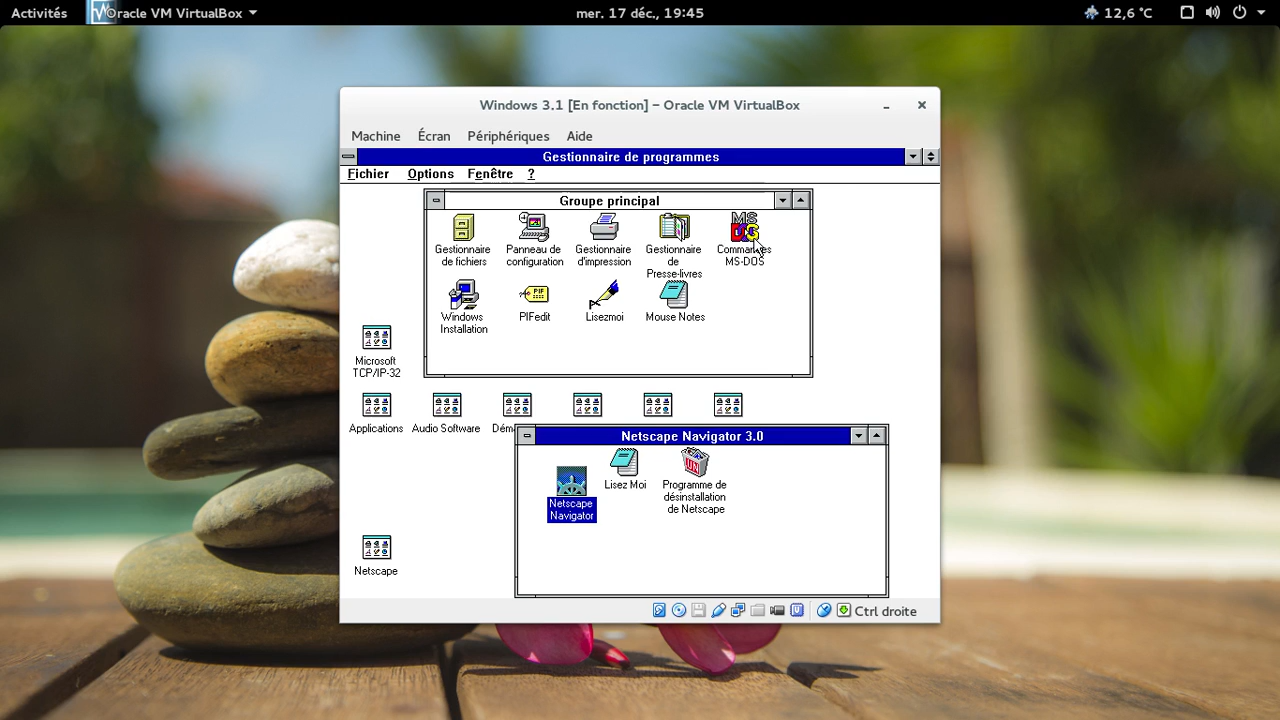 Activités
Oracle VM VirtualBox
mer. 17 déc., 19:45
12,6 °C
Windows 3.1 [En fonction] – Oracle VM VirtualBox
Machine Écran Périphériques Aide
Gestionnaire de programmes
Fichier Options Fenêtre ?
Groupe principal
Gestionnaire
de fichiers
Panneau de
configuration
Gestionnaire
d'impression
Gestionnaire
de
Presse-livres
MS
Commandes
MS-DOS
Windows
Installation
PIF
PIFedit
Lisezmoi
Mouse Notes
Microsoft
TCP/IP-32
Applications
Audio Software
Netscape Navigator 3.0
Netscape
Navigator
Lisez Moi
UN
Programme de
désinstallation
de Netscape
Netscape
Ctrl droite